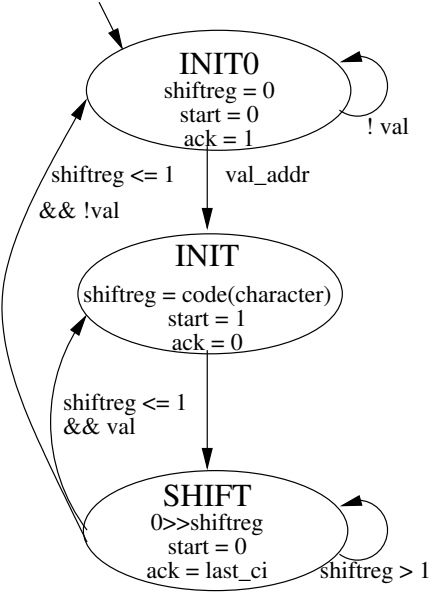 INIT0
shiftreg = 0
start = 0
ack = 1
! val
shiftreg <= 1
&& !val
val_addr
INIT
shiftreg = code(character)
start = 1
ack = 0
shiftreg <= 1
&& val
SHIFT
0>>shiftreg
start = 0
ack = last_ci
shiftreg > 1